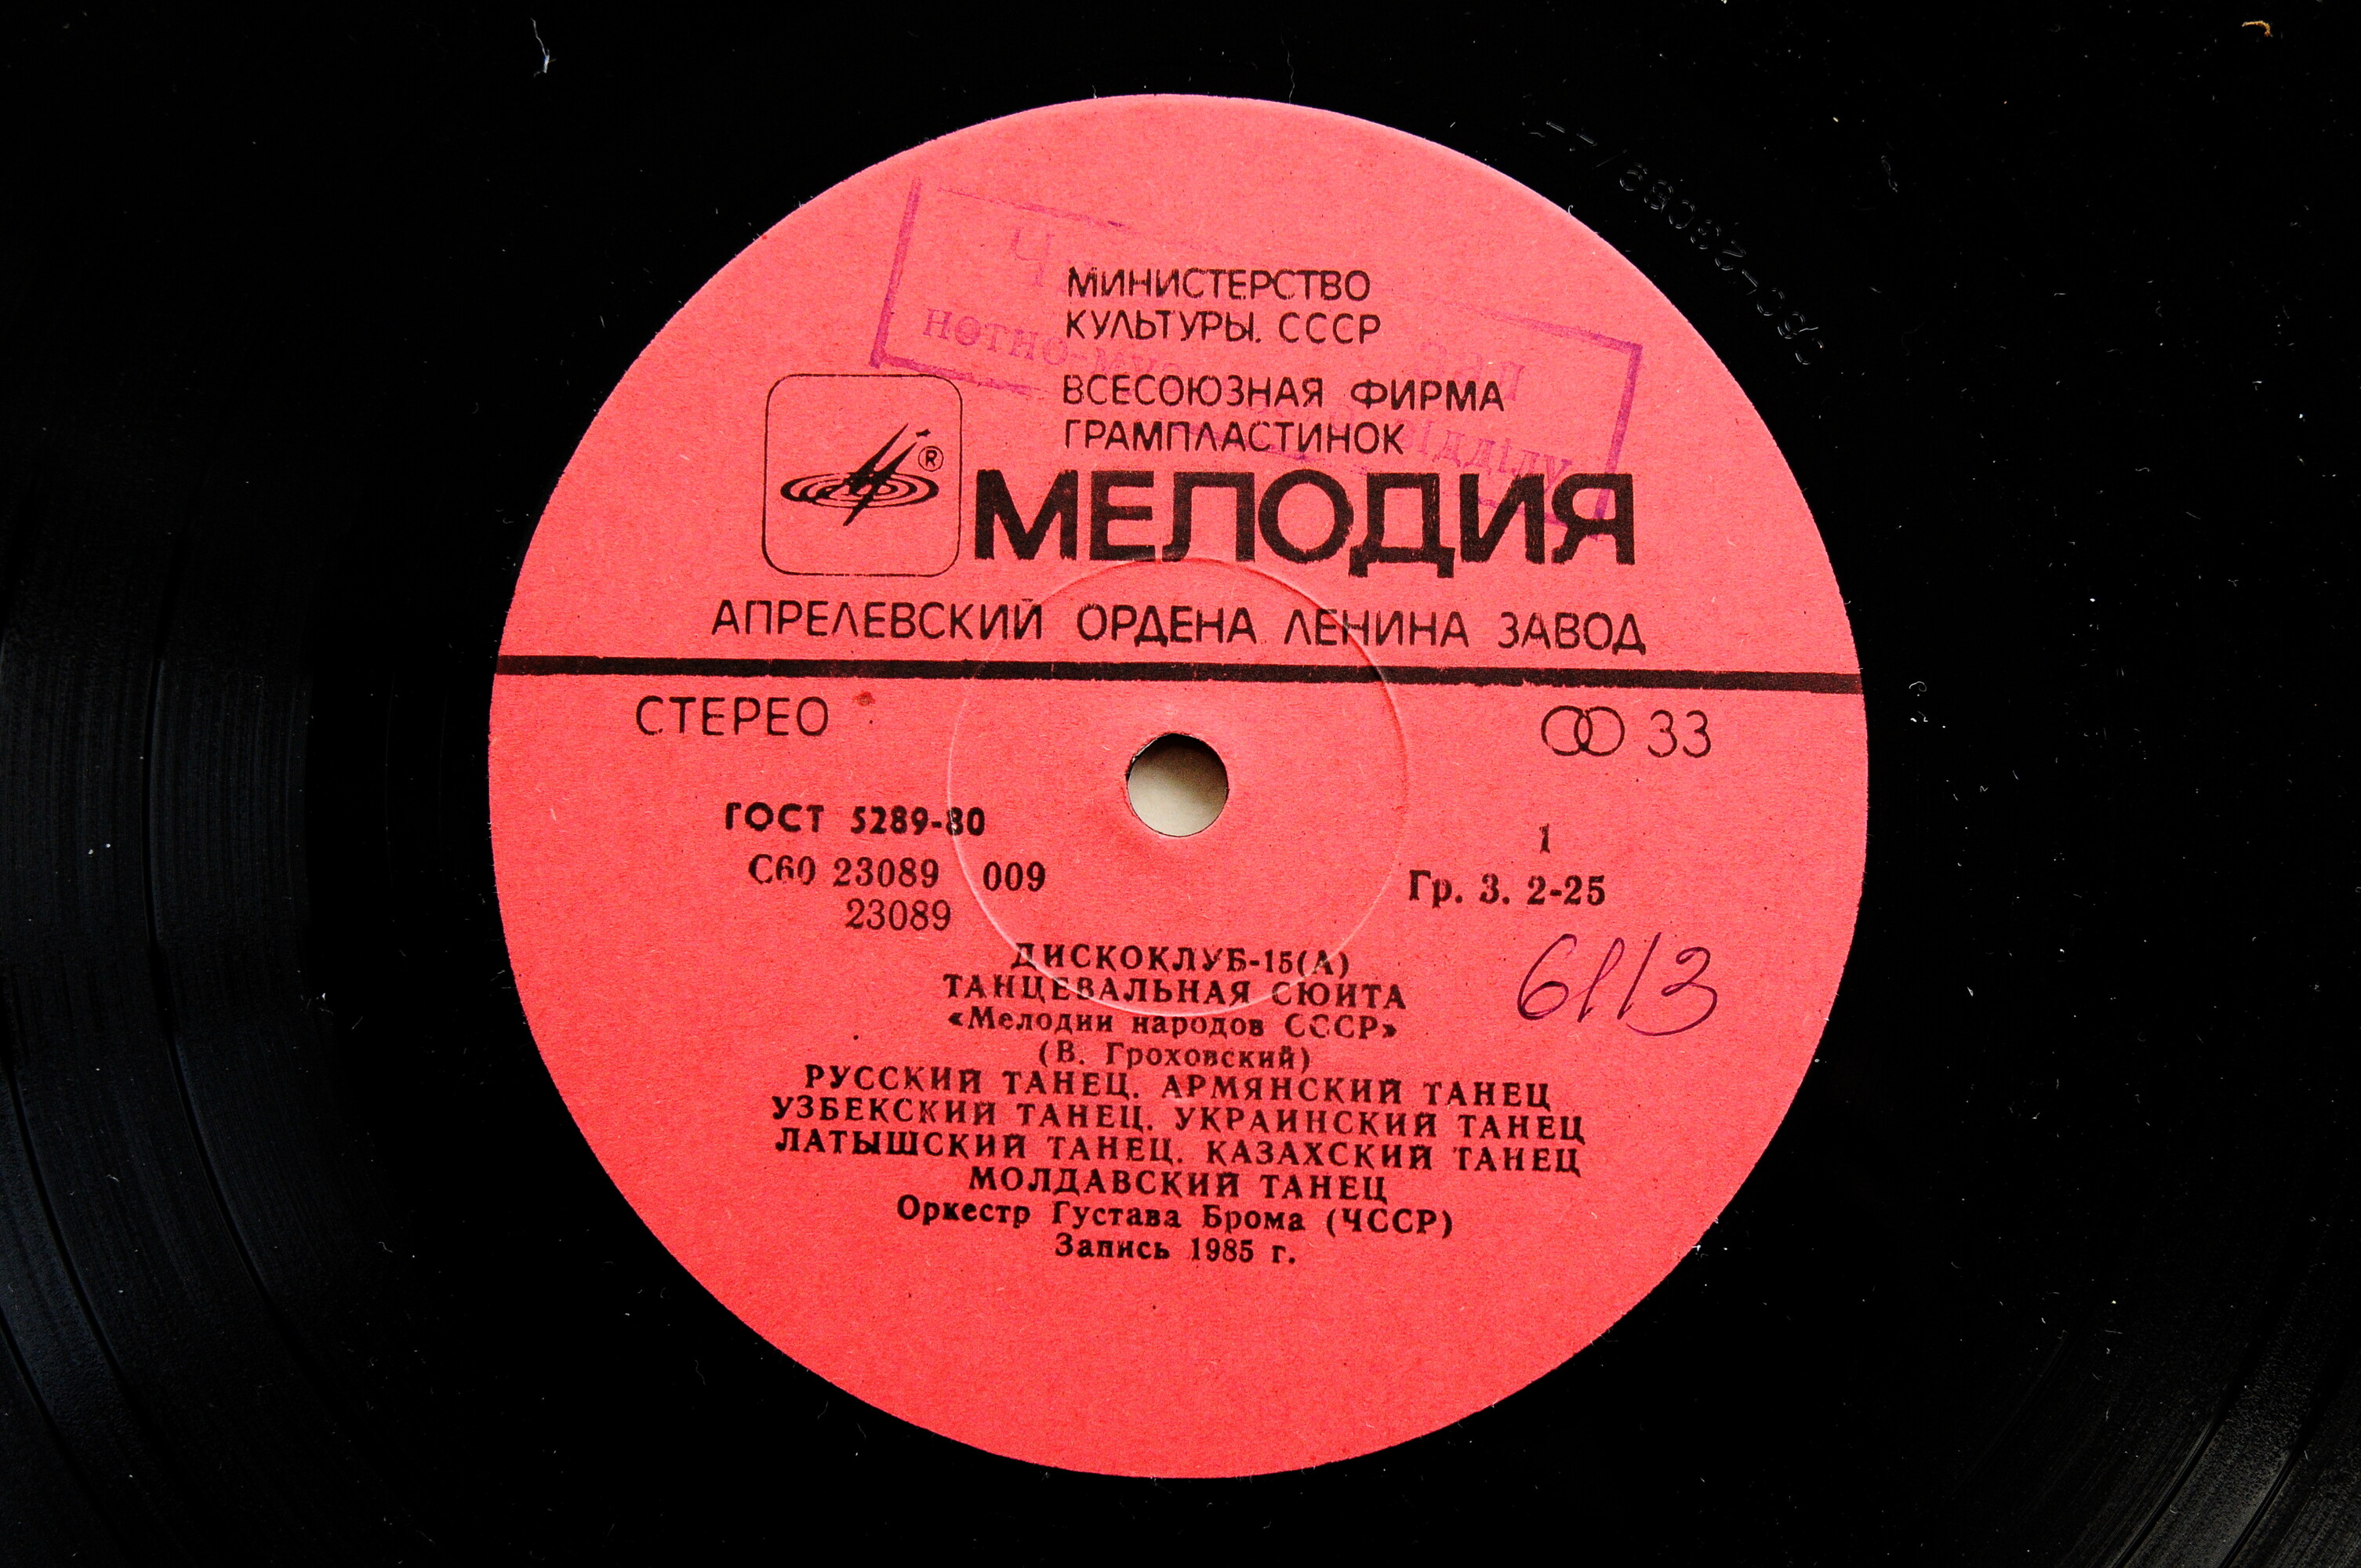 МИНИСТЕРСТВО
КУЛЬТУРЫ. СССР
ВСЕСОЮЗНАЯ ФИРМА
ГРАМПЛАСТИНОК
®
МЕЛОДИЯ
АПРЕЛЕВСКИЙ ОРДЕНА ЛЕНИНА ЗАВОД
СТЕРЕО
33
ГОСТ 5289-80
1
С60 23089 009
Гр. 3. 2-25
23089
6113
ДИСКОКЛУБ-15(А)
ТАНЦЕВАЛЬНАЯ СЮИТА
«Мелодии народов СССР»
(В. Гроховский)
РУССКИЙ ТАНЕЦ. АРМЯНСКИЙ ТАНЕЦ
УЗБЕКСКИЙ ТАНЕЦ. УКРАИНСКИЙ ТАНЕЦ
ЛАТЫШСКИЙ ТАНЕЦ. КАЗАХСКИЙ ТАНЕЦ
МОЛДАВСКИЙ ТАНЕЦ
Оркестр Густава Брома (ЧССР)
Запись 1985 г.